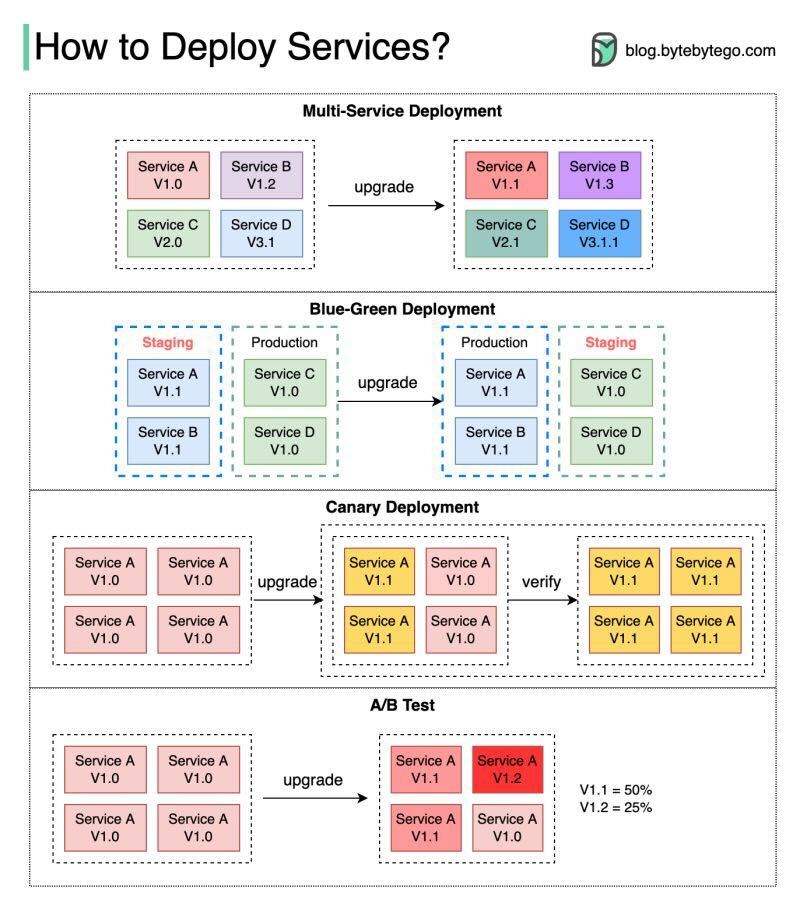 How to Deploy Services?
blog.bytebytego.com
Multi-Service Deployment
Service A
V1.0
Service B
V1.2
Service C
V2.0
Service D
V3.1
upgrade
Service A
V1.1
Service B
V1.3
Service C
V2.1
Service D
V3.1.1
Blue-Green Deployment
Staging
Service A
V1.1
Service B
V1.1
Production
Service C
V1.0
Service D
V1.0
upgrade
Production
Service A
V1.1
Service B
V1.1
Staging
Service C
V1.0
Service D
V1.0
Canary Deployment
Service A
V1.0
Service A
V1.0
Service A
V1.0
Service A
V1.0
upgrade
Service A
V1.1
Service A
V1.0
Service A
V1.1
Service A
V1.0
verify
Service A
V1.1
Service A
V1.1
Service A
V1.1
Service A
V1.1
A/B Test
Service A
V1.0
Service A
V1.0
Service A
V1.0
Service A
V1.0
upgrade
Service A
V1.1
Service A
V1.2
Service A
V1.1
Service A
V1.0
V1.1 = 50%
V1.2 = 25%